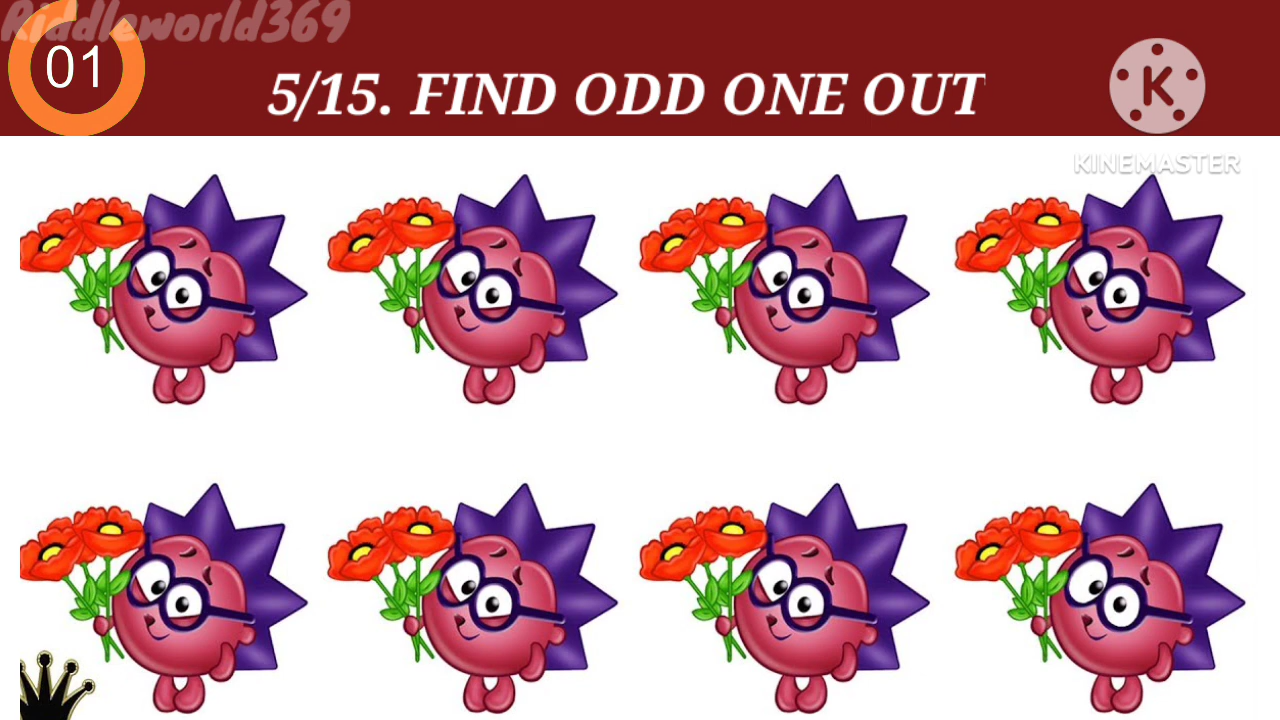 Riddleworld369
01
5/15. FIND ODD ONE OUT
K
KINEMASTER